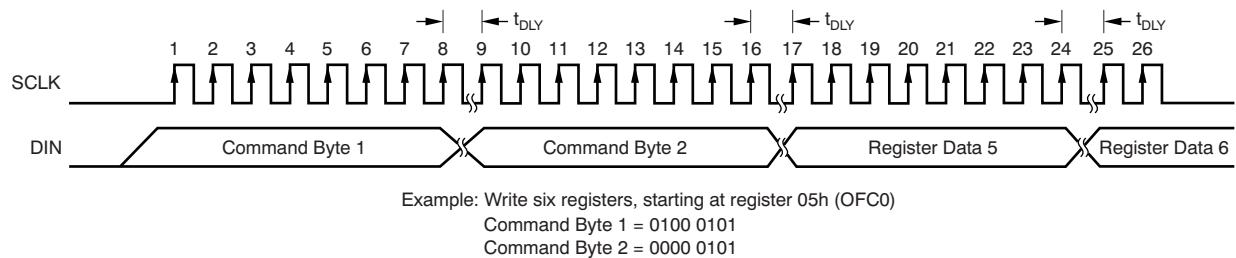 tDLY tDLY tDLY
1 2 3 4 5 6 7 8 9 10 11 12 13 14 15 16 17 18 19 20 21 22 23 24 25 26
SCLK
DIN Command Byte 1 Command Byte 2 Register Data 5 Register Data 6
Example: Write six registers, starting at register 05h (OFC0)
Command Byte 1 = 0100 0101
Command Byte 2 = 0000 0101